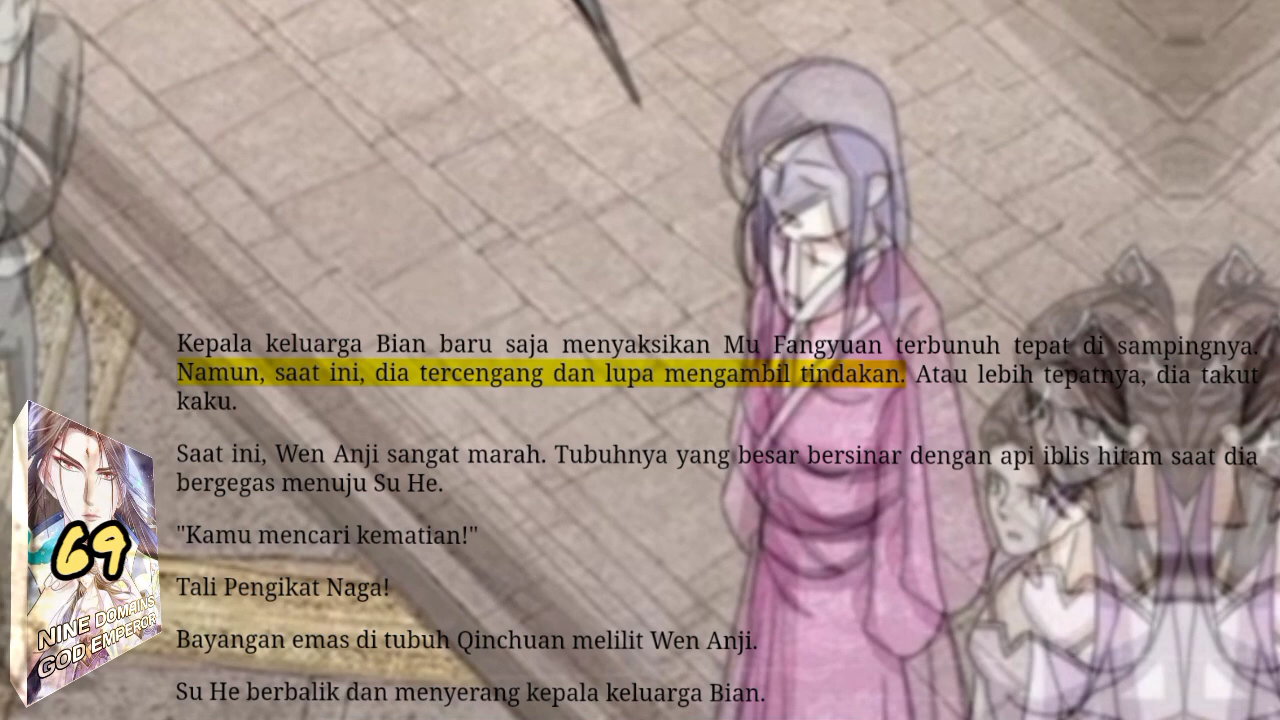 Kepala keluarga Bian baru saja menyaksikan Mu Fangyuan terbunuh tepat di sampingnya.
Namun, saat ini, dia tercengang dan lupa mengambil tindakan. Atau lebih tepatnya, dia takut
kaku.
Saat ini, Wen Anji sangat marah. Tubuhnya yang besar bersinar dengan api iblis hitam saat dia
bergegas menuju Su He.
"Kamu mencari kematian!"
Tali Pengikat Naga!
Bayangan emas di tubuh Qinchuan melilit Wen Anji.
Su He berbalik dan menyerang kepala keluarga Bian.
69
NINE DOMAINS
GOD EMPEROR